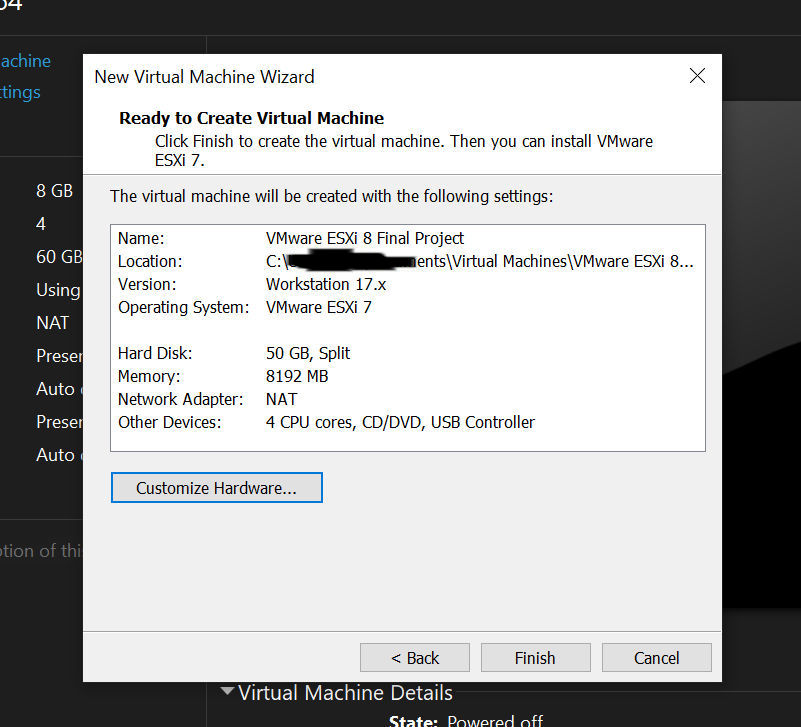 64
achine
ttings
8 GB
4
60 GB
Using
NAT
Presen
Auto
Presen
Auto
ption of this
New Virtual Machine Wizard
Ready to Create Virtual Machine
Click Finish to create the virtual machine. Then you can install VMware
ESXi 7.
The virtual machine will be created with the following settings:
Name: VMware ESXi 8 Final Project
Location: C:\ ents\Virtual Machines\VMware ESXi 8...
Version: Workstation 17.x
Operating System: VMware ESXi 7
Hard Disk: 50 GB, Split
Memory: 8192 MB
Network Adapter: NAT
Other Devices: 4 CPU cores, CD/DVD, USB Controller
Customize Hardware...
< Back
Finish
Cancel
Virtual Machine Details
State: Powered off